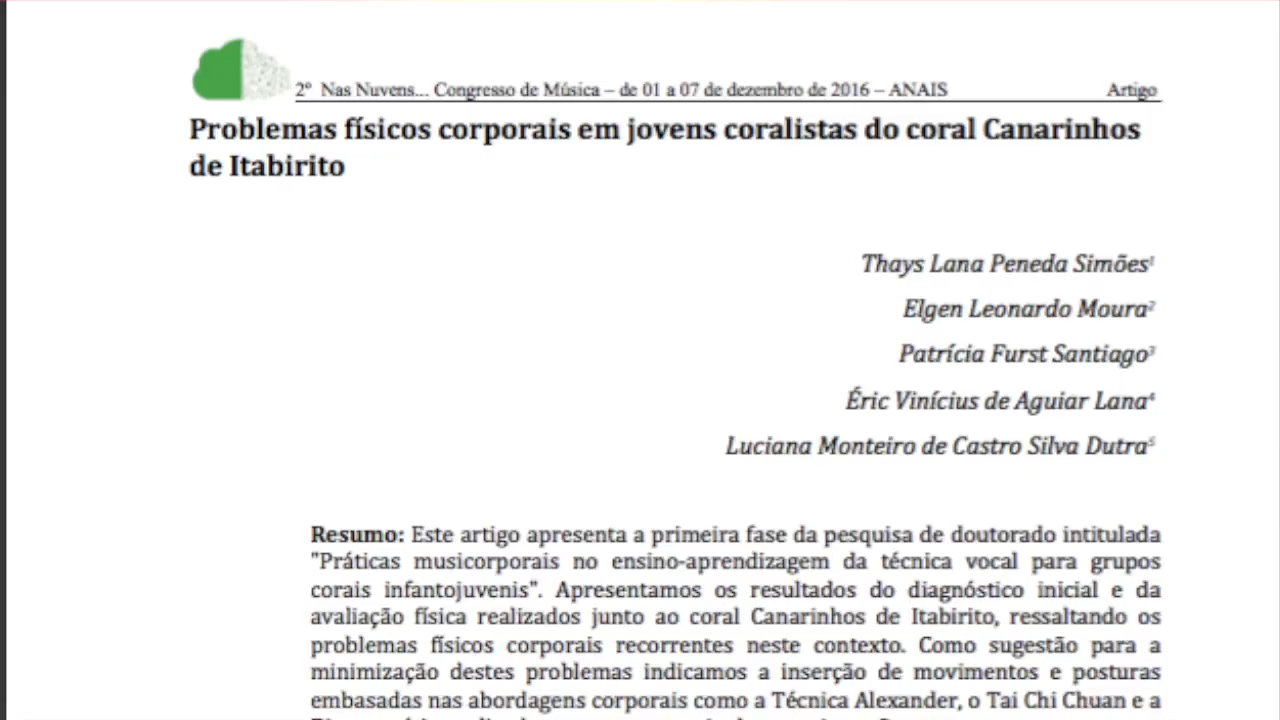 2º Nas Nuvens... Congresso de Música – de 01 a 07 de dezembro de 2016 – ANAIS Artigo
Problemas físicos corporais em jovens coralistas do coral Canarinhos
de Itabirito
Thays Lana Peneda Simões¹
Elgen Leonardo Moura²
Patrícia Furst Santiago³
Éric Vinícius de Aguiar Lana⁴
Luciana Monteiro de Castro Silva Dutra⁵
Resumo: Este artigo apresenta a primeira fase da pesquisa de doutorado intitulada
"Práticas musicorporais no ensino-aprendizagem da técnica vocal para grupos
corais infantojuvenis". Apresentamos os resultados do diagnóstico inicial e da
avaliação física realizados junto ao coral Canarinhos de Itabirito, ressaltando os
problemas físicos corporais recorrentes neste contexto. Como sugestão para a
minimização destes problemas indicamos a inserção de movimentos e posturas
embasadas nas abordagens corporais como a Técnica Alexander, o Tai Chi Chuan e a